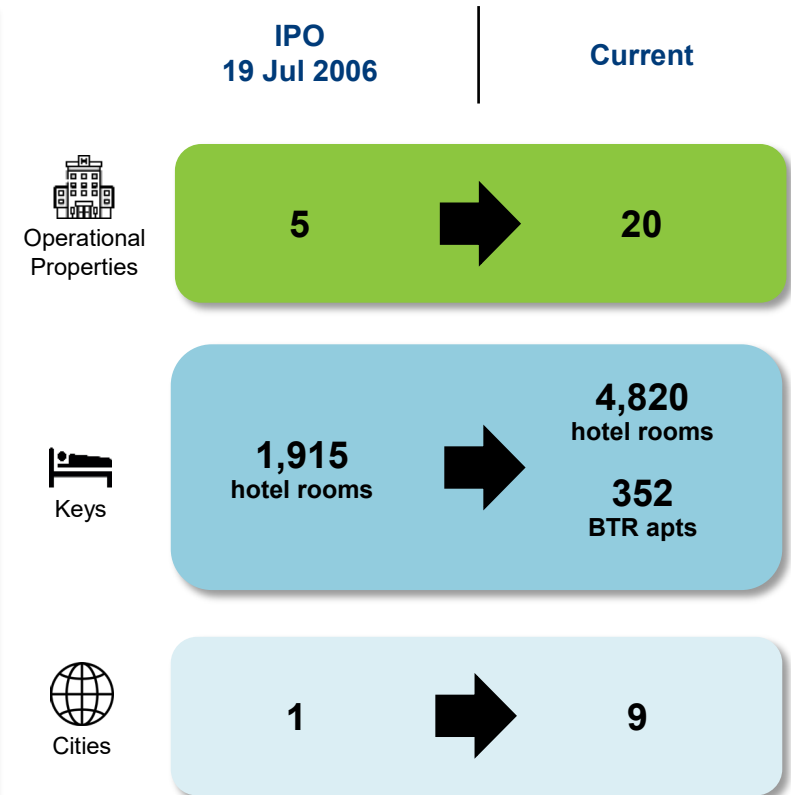 IPO
19 Jul 2006
Current
Operational
Properties
5
20
Keys
1,915
hotel rooms
4,820
hotel rooms
352
BTR apts
Cities
1
9